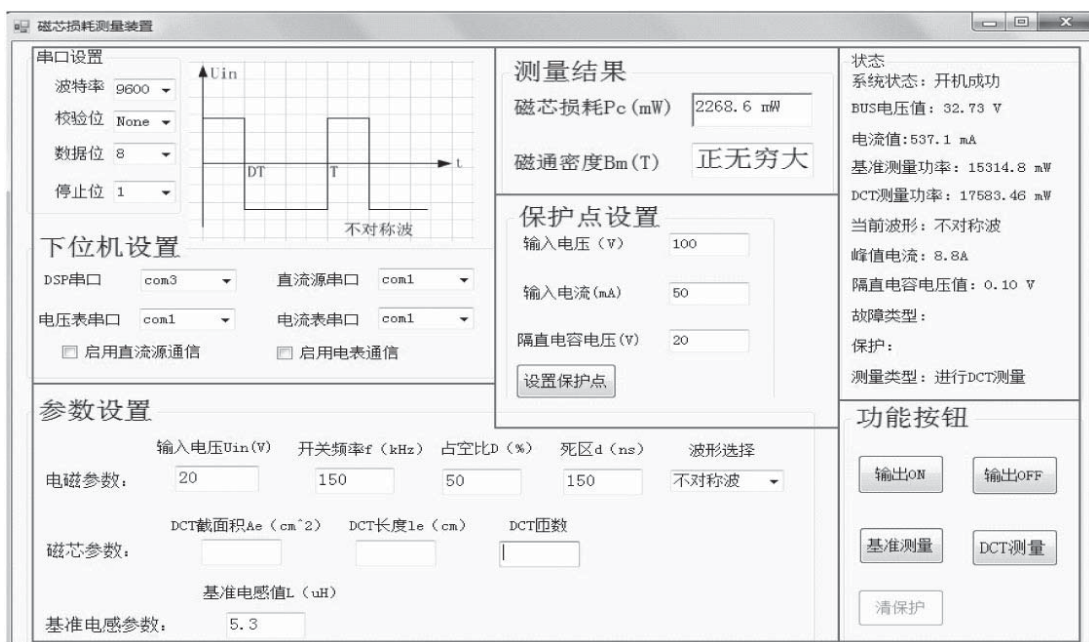 磁芯损耗测量装置
串口设置
波特率 9600
校验位 None
数据位 8
停止位 1
Uin
DT T t
不对称波
下位机设置
DSP串口 com3 直流源串口 com1
电压表串口 com1 电流表串口 com1
启用直流源通信 启用电表通信
测量结果
磁芯损耗Pc(mW) 2268.6 mW
磁通密度Bm(T) 正无穷大
保护点设置
输入电压(V) 100
输入电流(mA) 50
隔直电容电压(V) 20
设置保护点
状态
系统状态: 开机成功
BUS电压值: 32.73 V
电流值:537.1 mA
基准测量功率: 15314.8 mW
DCT测量功率: 17583.46 mW
当前波形: 不对称波
峰值电流: 8.8A
隔直电容电压值: 0.10 V
故障类型:
保护:
测量类型: 进行DCT测量
参数设置
输入电压Uin(V) 开关频率f(kHz) 占空比D(%) 死区d(ns) 波形选择
电磁参数: 20 150 50 150 不对称波
DCT截面积Ae(cm^2) DCT长度le(cm) DCT匝数
磁芯参数:
基准电感值L(uH)
基准电感参数: 5.3
功能按钮
输出ON 输出OFF
基准测量 DCT测量
清保护